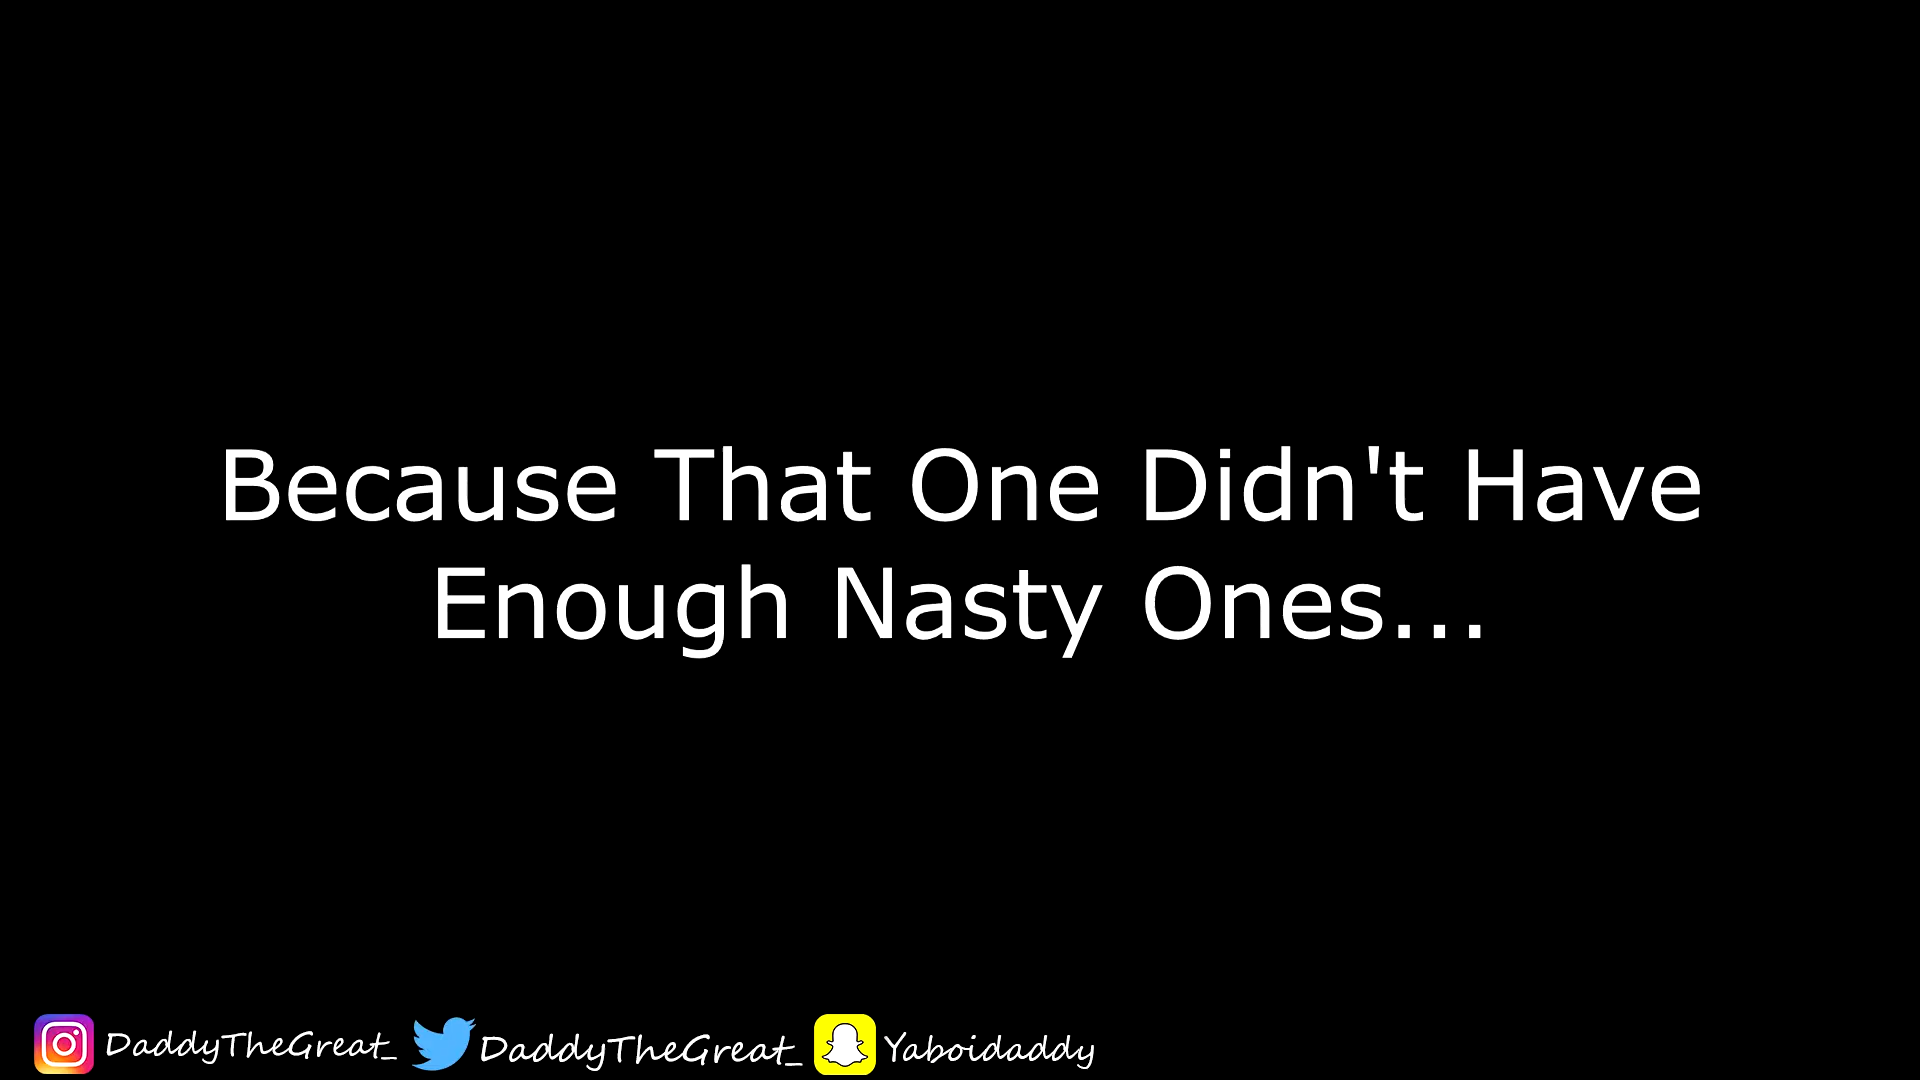 Because That One Didn't Have
Enough Nasty Ones...
DaddyTheGreat_ DaddyTheGreat_ Yaboidaddy